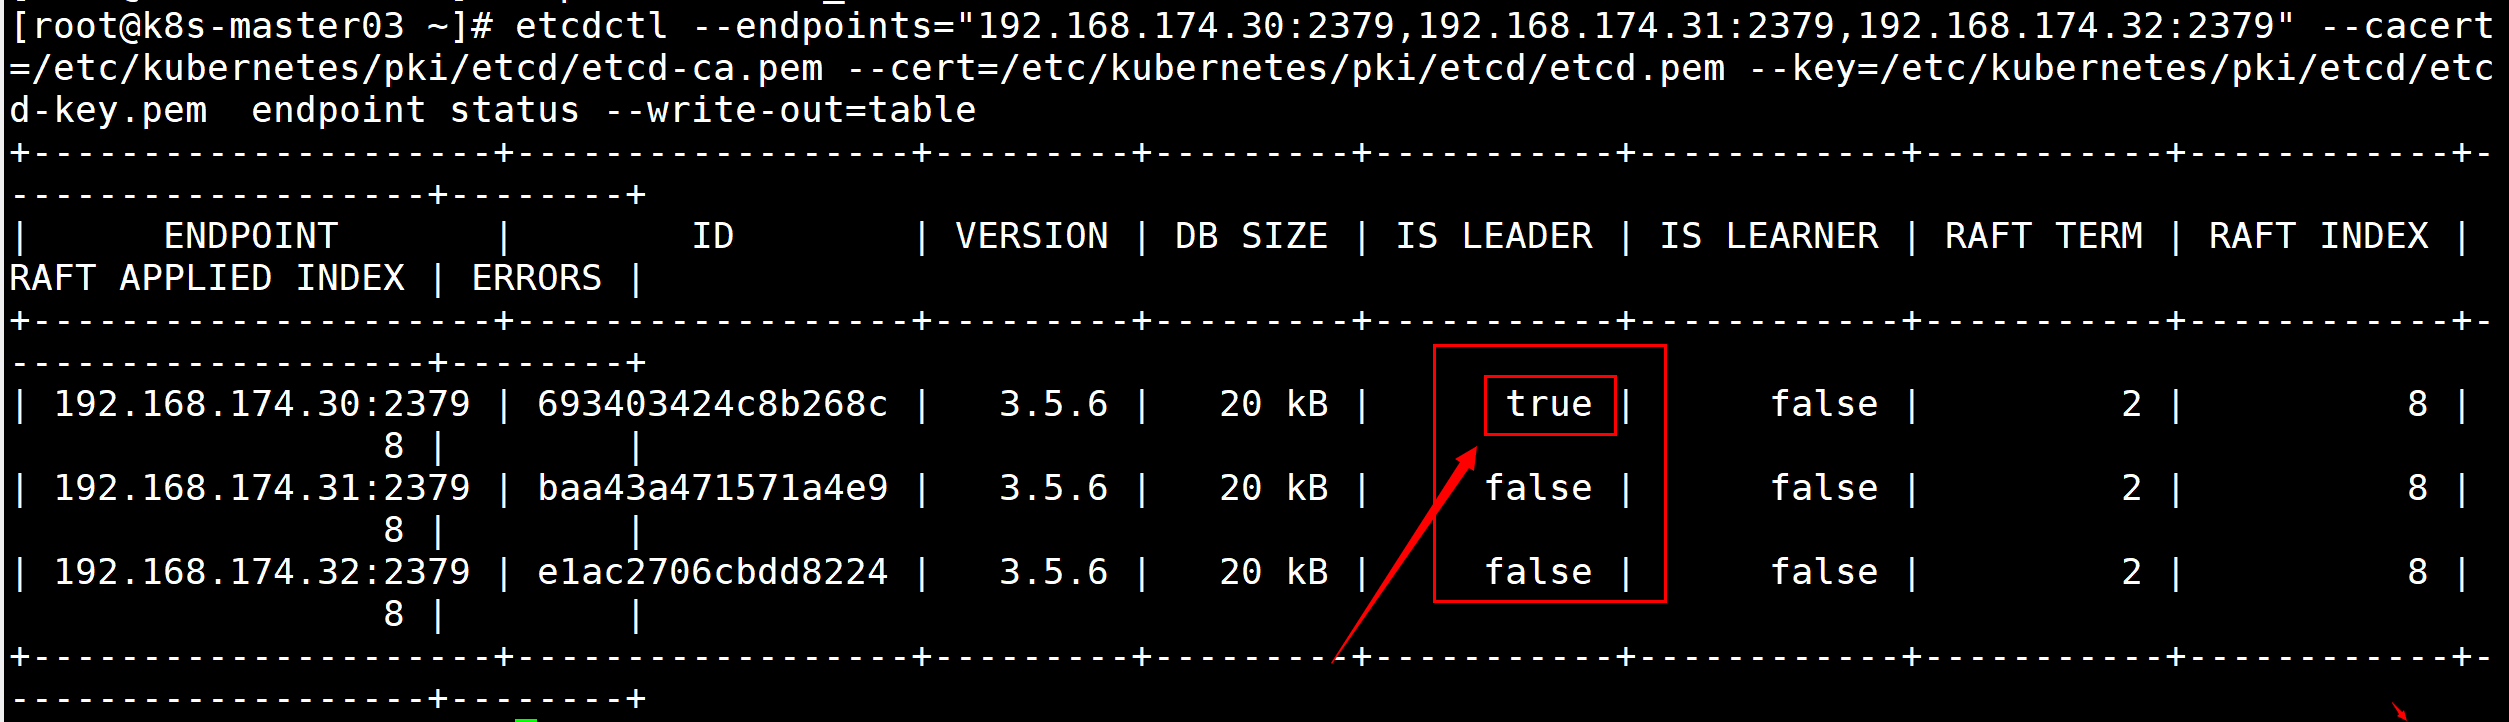 [root@k8s-master03 ~]# etcdctl --endpoints="192.168.174.30:2379,192.168.174.31:2379,192.168.174.32:2379" --cacert
=/etc/kubernetes/pki/etcd/etcd-ca.pem --cert=/etc/kubernetes/pki/etcd/etcd.pem --key=/etc/kubernetes/pki/etcd/etc
d-key.pem  endpoint status --write-out=table
+---------------------+------------------+---------+---------+-----------+------------+-----------+------------+-
-------------------+--------+
|      ENDPOINT       |        ID        | VERSION | DB SIZE | IS LEADER | IS LEARNER | RAFT TERM | RAFT INDEX |
RAFT APPLIED INDEX | ERRORS |
+---------------------+------------------+---------+---------+-----------+------------+-----------+------------+-
-------------------+--------+
| 192.168.174.30:2379 | 693403424c8b268c |   3.5.6 |   20 kB |      true |      false |         2 |          8 |
                 8 |        |
| 192.168.174.31:2379 | baa43a471571a4e9 |   3.5.6 |   20 kB |     false |      false |         2 |          8 |
                 8 |        |
| 192.168.174.32:2379 | e1ac2706cbdd8224 |   3.5.6 |   20 kB |     false |      false |         2 |          8 |
                 8 |        |
+---------------------+------------------+---------+---------+-----------+------------+-----------+------------+-
-------------------+--------+